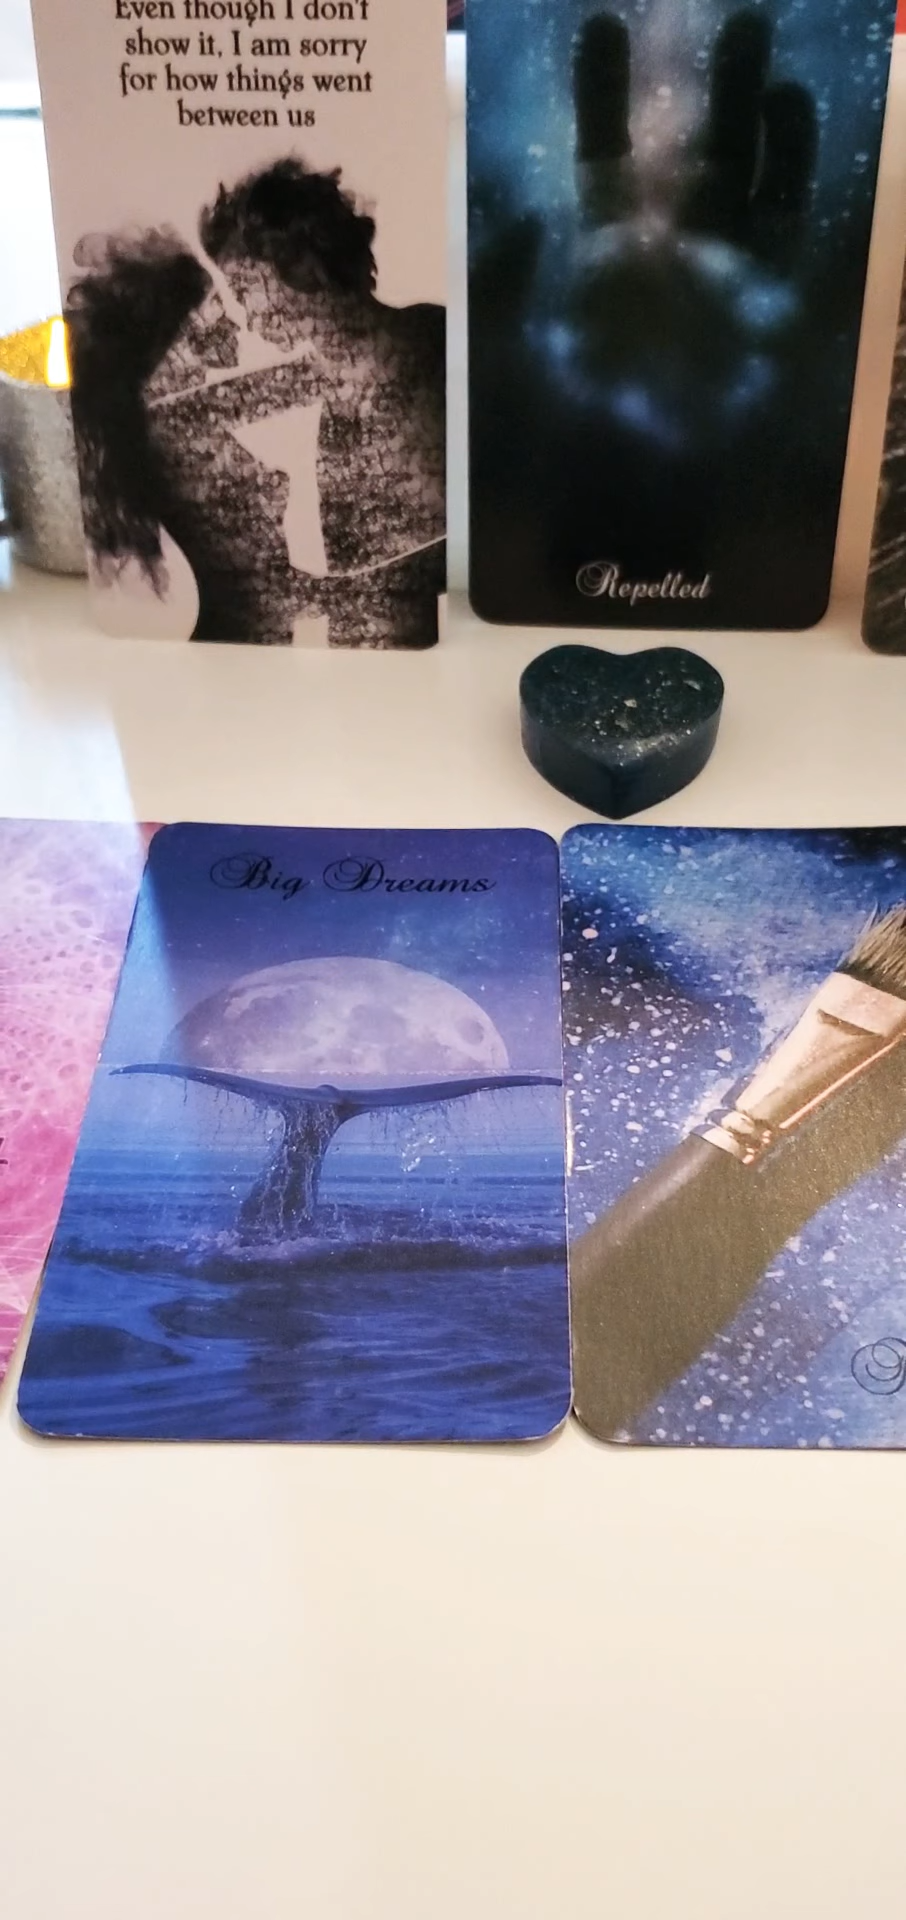 Even though I don't
show it, I am sorry
for how things went
between us
Repelled
Big Dreams